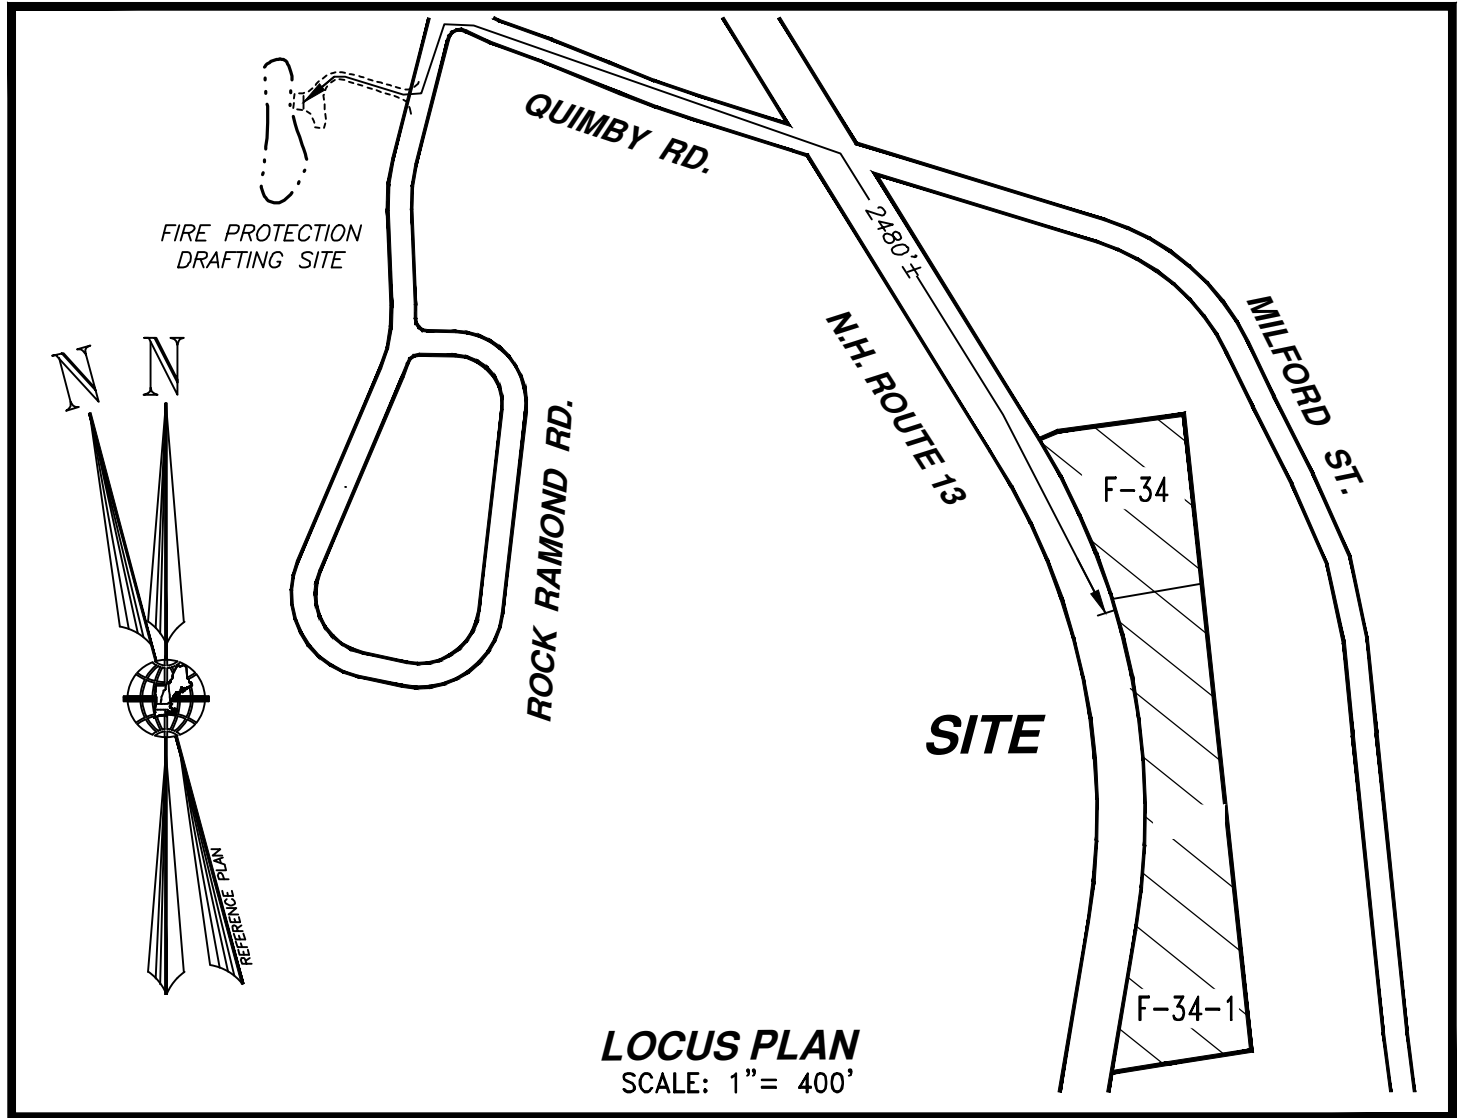 QUIMBY RD.
FIRE PROTECTION
DRAFTING SITE
2480'±
N.H. ROUTE 13
MILFORD ST.
N N
ROCK RAMOND RD.
F-34
SITE
REFERENCE PLAN
F-34-1
LOCUS PLAN
SCALE: 1"= 400'